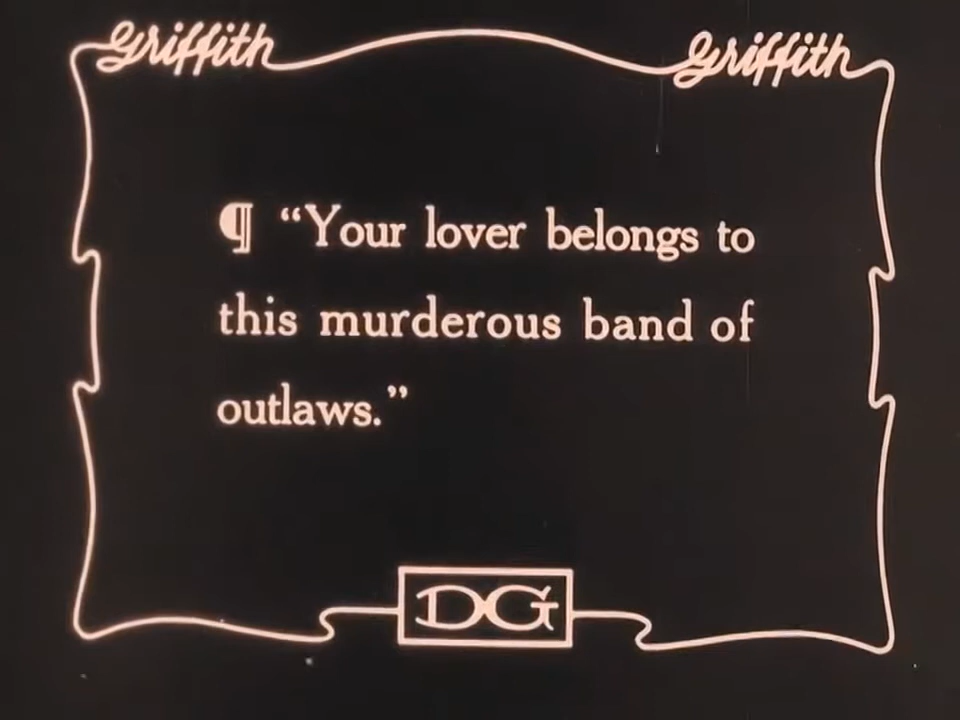 Griffith Griffith
¶ “Your lover belongs to
this murderous band of
outlaws.”
DG